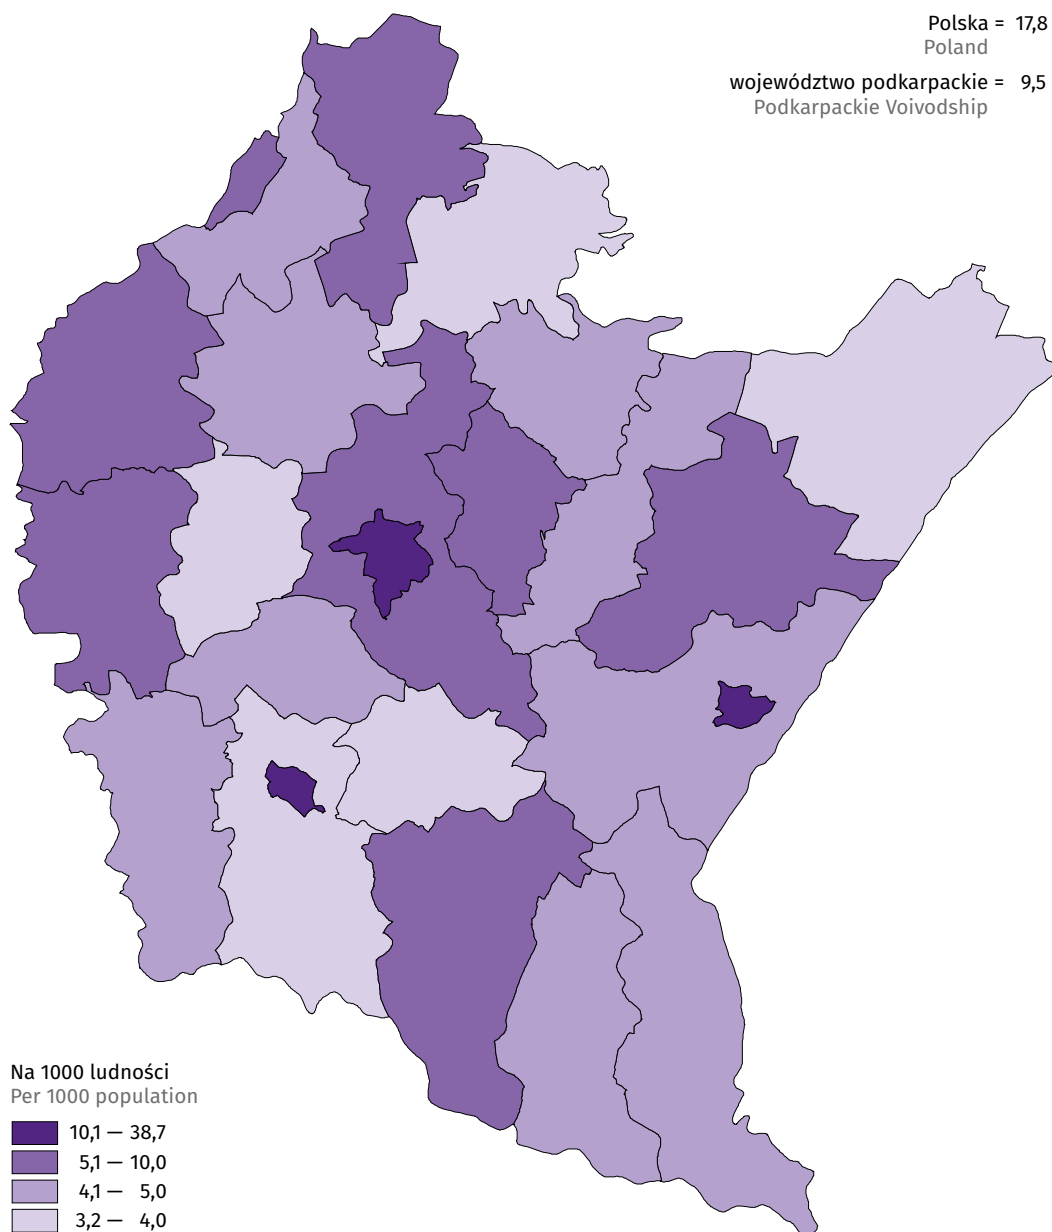 Polska = 17,8
Poland
województwo podkarpackie = 9,5
Podkarpackie Voivodship
Na 1000 ludności
Per 1000 population
10,1 — 38,7
5,1 — 10,0
4,1 — 5,0
3,2 — 4,0